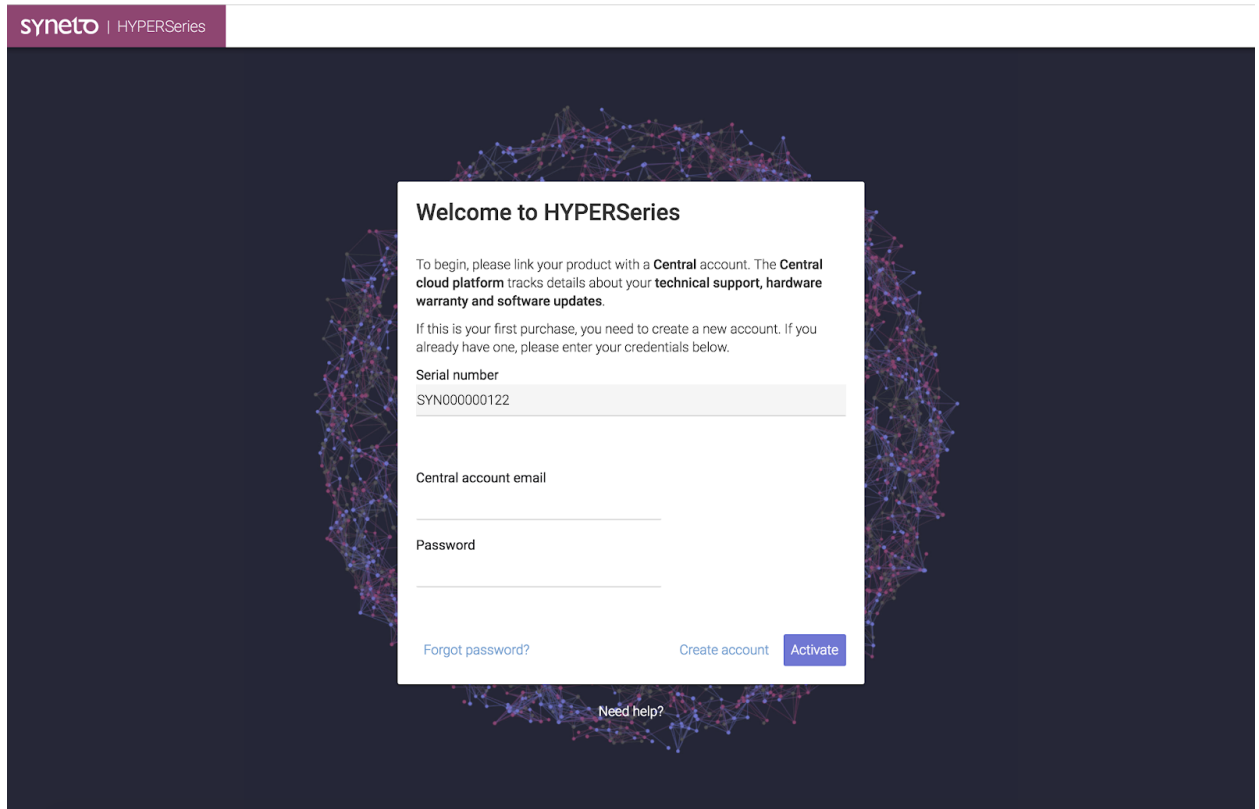 syneto | HYPERSeries
Welcome to HYPERSeries
To begin, please link your product with a Central account. The Central
cloud platform tracks details about your technical support, hardware
warranty and software updates.
If this is your first purchase, you need to create a new account. If you
already have one, please enter your credentials below.
Serial number
SYN000000122
Central account email
Password
Forgot password? Create account Activate
Need help?